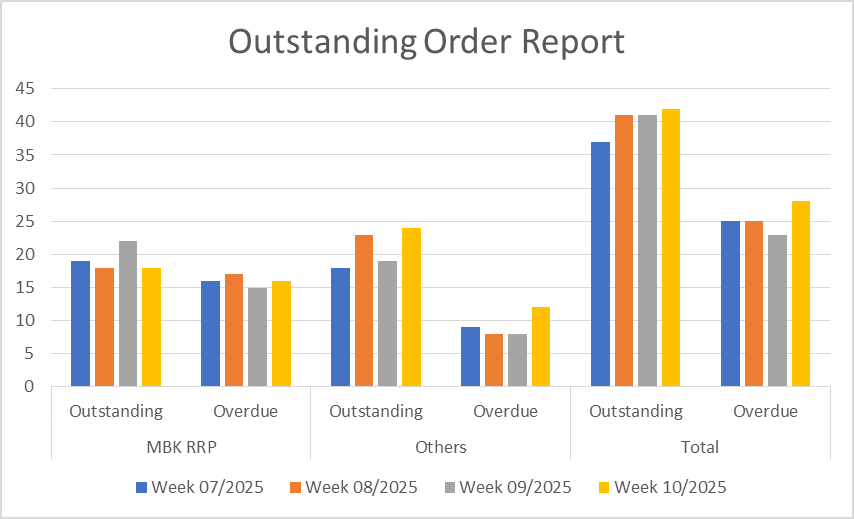 Outstanding Order Report
45
40
35
30
25
20
15
10
5
0
Outstanding Overdue Outstanding Overdue Outstanding Overdue
MBK RRP Others Total
Week 07/2025 Week 08/2025 Week 09/2025 Week 10/2025